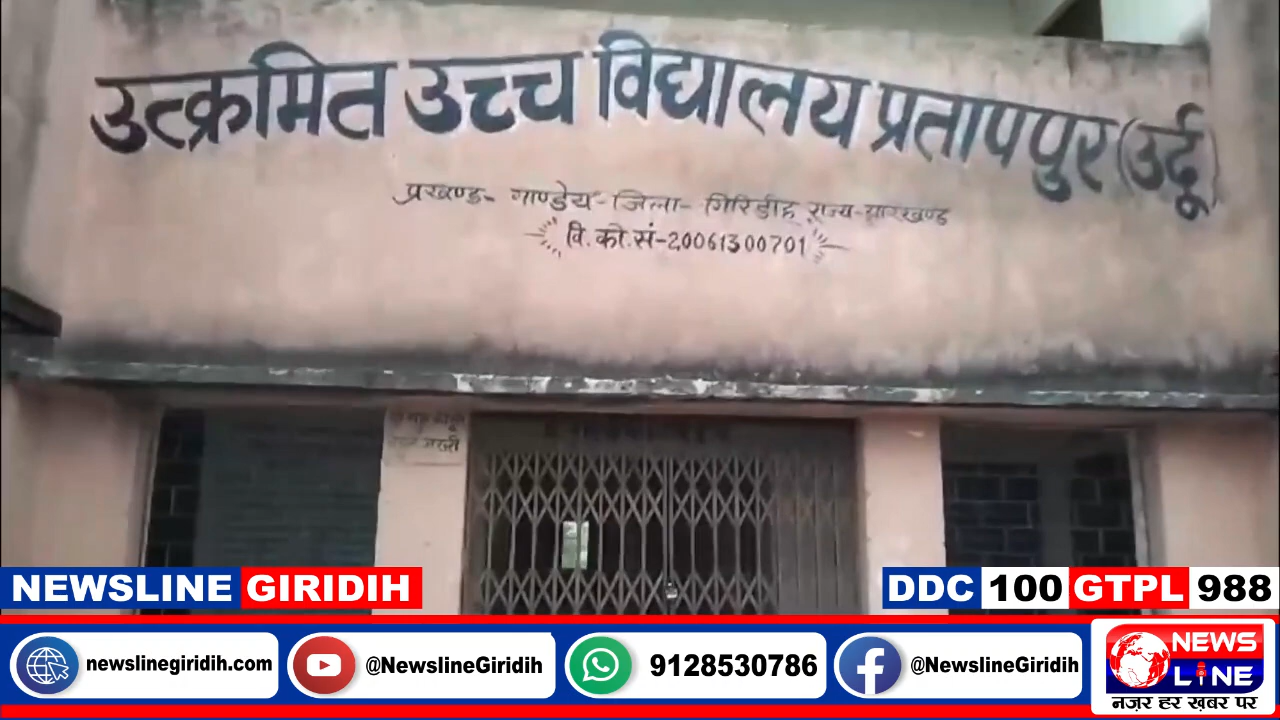 उत्क्रमित उच्च विद्यालय प्रतापपुर (उर्दू)
प्रखण्ड- गाण्डेय-जिला- गिरिडीह राज्य-झारखण्ड
वि.को.सं-20061300701
NEWSLINE GIRIDIH
DDC 100 GTPL 988
newslinegiridih.com
@NewslineGiridih
9128530786
@NewslineGiridih
NEWS
LINE
नज़र हर ख़बर पर